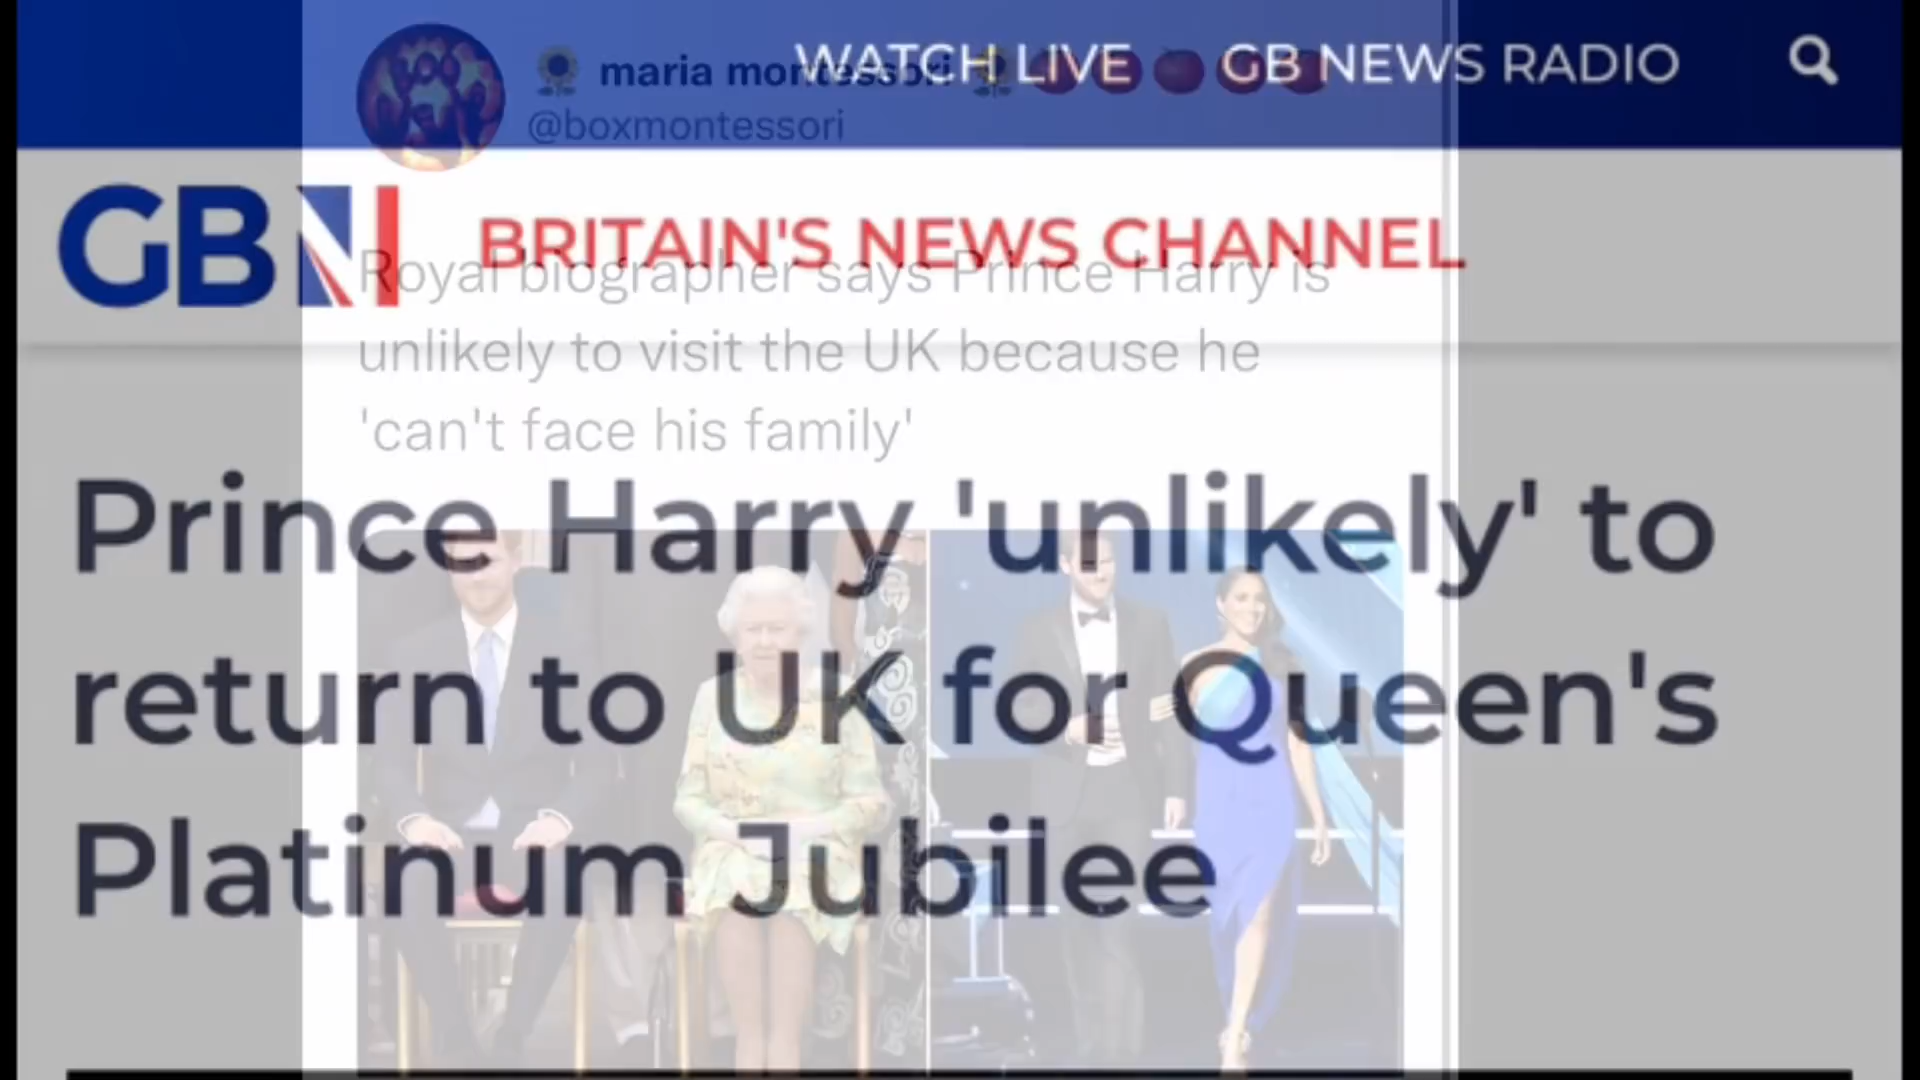 WATCH LIVE GB NEWS RADIO
maria montessori
@boxmontessori
GBN BRITAIN'S NEWS CHANNEL
Royal biographer says Prince Harry is
unlikely to visit the UK because he
'can't face his family'
Prince Harry 'unlikely' to
return to UK for Queen's
Platinum Jubilee